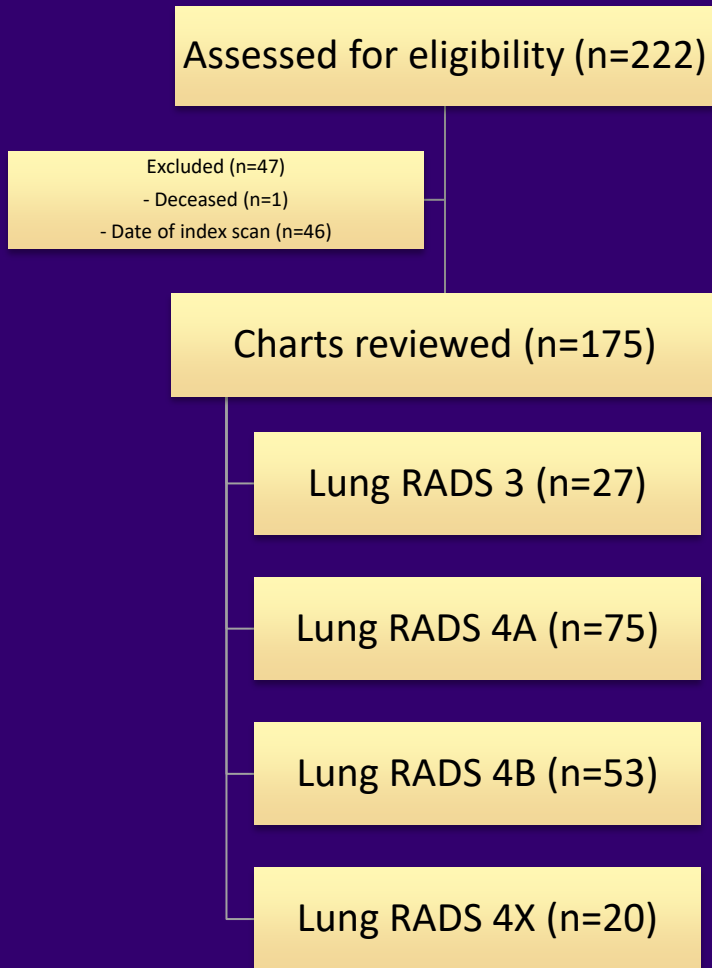 Assessed for eligibility (n=222)
Excluded (n=47)
- Deceased (n=1)
- Date of index scan (n=46)
Charts reviewed (n=175)
Lung RADS 3 (n=27)
Lung RADS 4A (n=75)
Lung RADS 4B (n=53)
Lung RADS 4X (n=20)